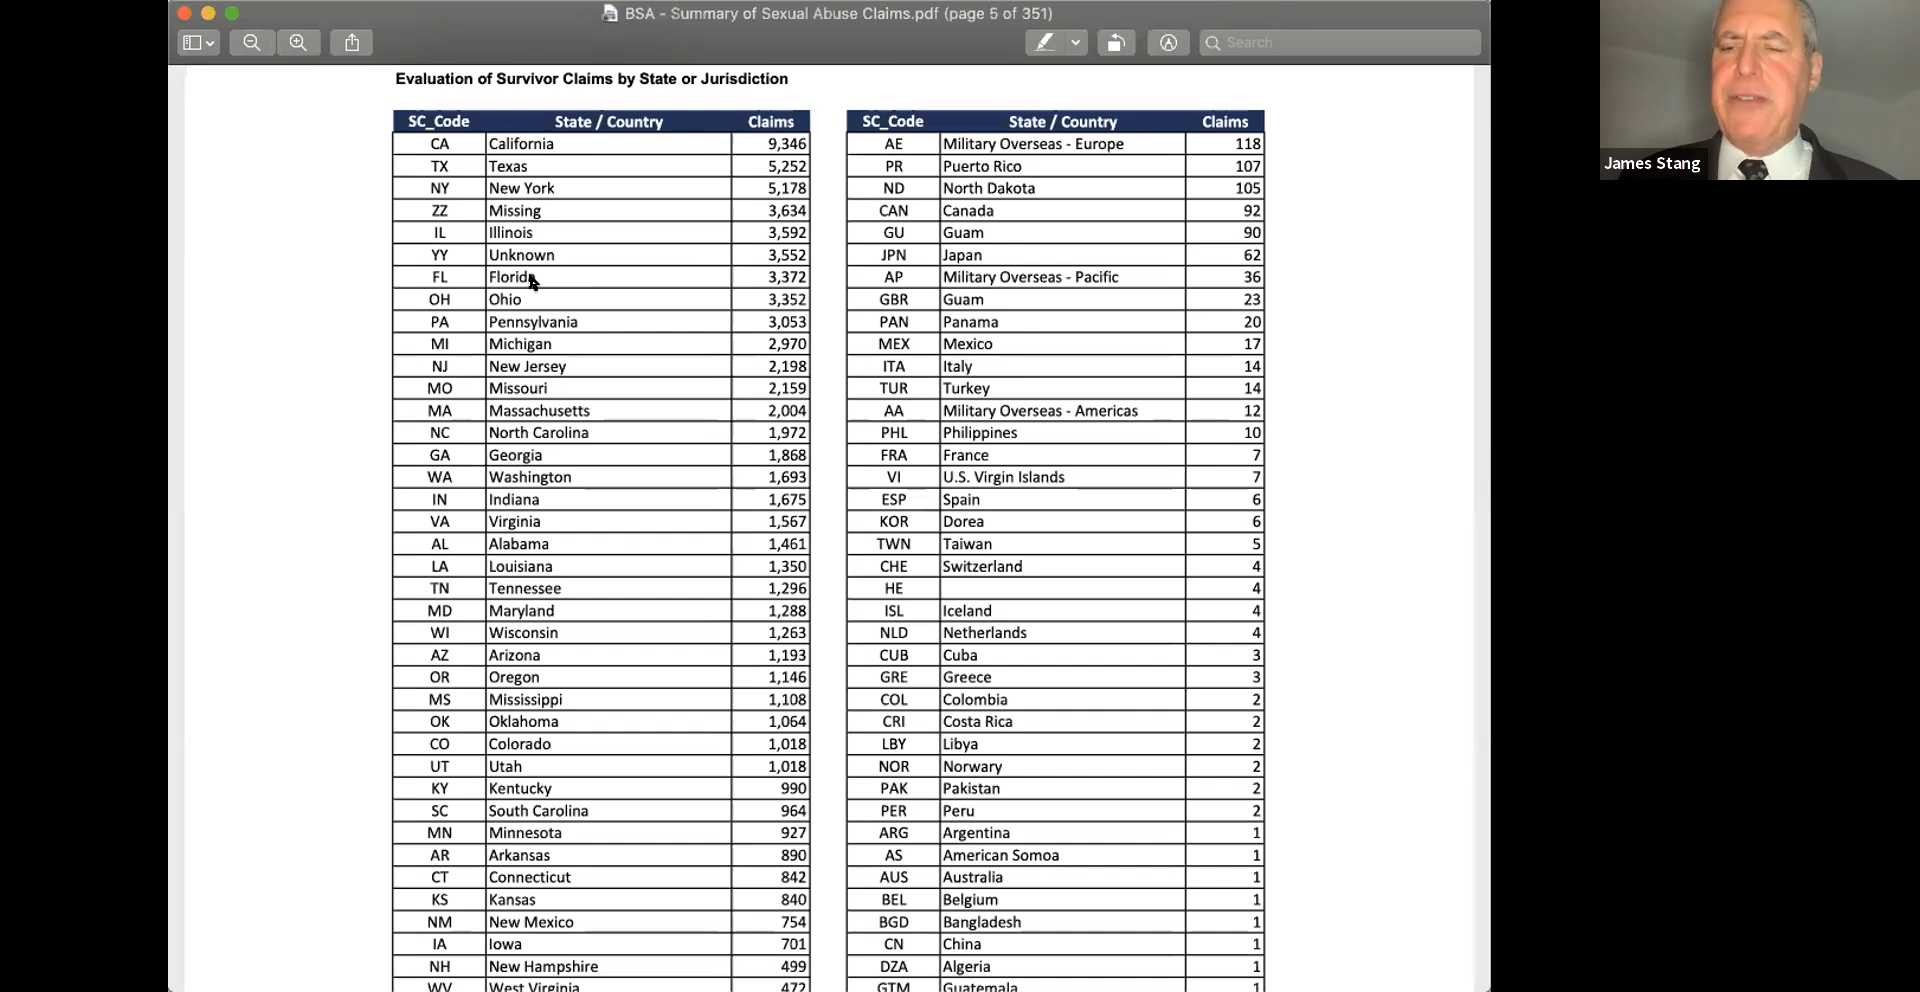 BSA - Summary of Sexual Abuse Claims.pdf (page 5 of 351)
Search
James Stang
Evaluation of Survivor Claims by State or Jurisdiction
SC_Code State / Country Claims
CA California 9,346
TX Texas 5,252
NY New York 5,178
ZZ Missing 3,634
IL Illinois 3,592
YY Unknown 3,552
FL Florida 3,372
OH Ohio 3,352
PA Pennsylvania 3,053
MI Michigan 2,970
NJ New Jersey 2,198
MO Missouri 2,159
MA Massachusetts 2,004
NC North Carolina 1,972
GA Georgia 1,868
WA Washington 1,693
IN Indiana 1,675
VA Virginia 1,567
AL Alabama 1,461
LA Louisiana 1,350
TN Tennessee 1,296
MD Maryland 1,288
WI Wisconsin 1,263
AZ Arizona 1,193
OR Oregon 1,146
MS Mississippi 1,108
OK Oklahoma 1,064
CO Colorado 1,018
UT Utah 1,018
KY Kentucky 990
SC South Carolina 964
MN Minnesota 927
AR Arkansas 890
CT Connecticut 842
KS Kansas 840
NM New Mexico 754
IA Iowa 701
NH New Hampshire 499
WV West Virginia 472
SC_Code State / Country Claims
AE Military Overseas - Europe 118
PR Puerto Rico 107
ND North Dakota 105
CAN Canada 92
GU Guam 90
JPN Japan 62
AP Military Overseas - Pacific 36
GBR Guam 23
PAN Panama 20
MEX Mexico 17
ITA Italy 14
TUR Turkey 14
AA Military Overseas - Americas 12
PHL Philippines 10
FRA France 7
VI U.S. Virgin Islands 7
ESP Spain 6
KOR Dorea 6
TWN Taiwan 5
CHE Switzerland 4
HE 4
ISL Iceland 4
NLD Netherlands 4
CUB Cuba 3
GRE Greece 3
COL Colombia 2
CRI Costa Rica 2
LBY Libya 2
NOR Norwary 2
PAK Pakistan 2
PER Peru 2
ARG Argentina 1
AS American Somoa 1
AUS Australia 1
BEL Belgium 1
BGD Bangladesh 1
CN China 1
DZA Algeria 1
GTM Guatemala 1